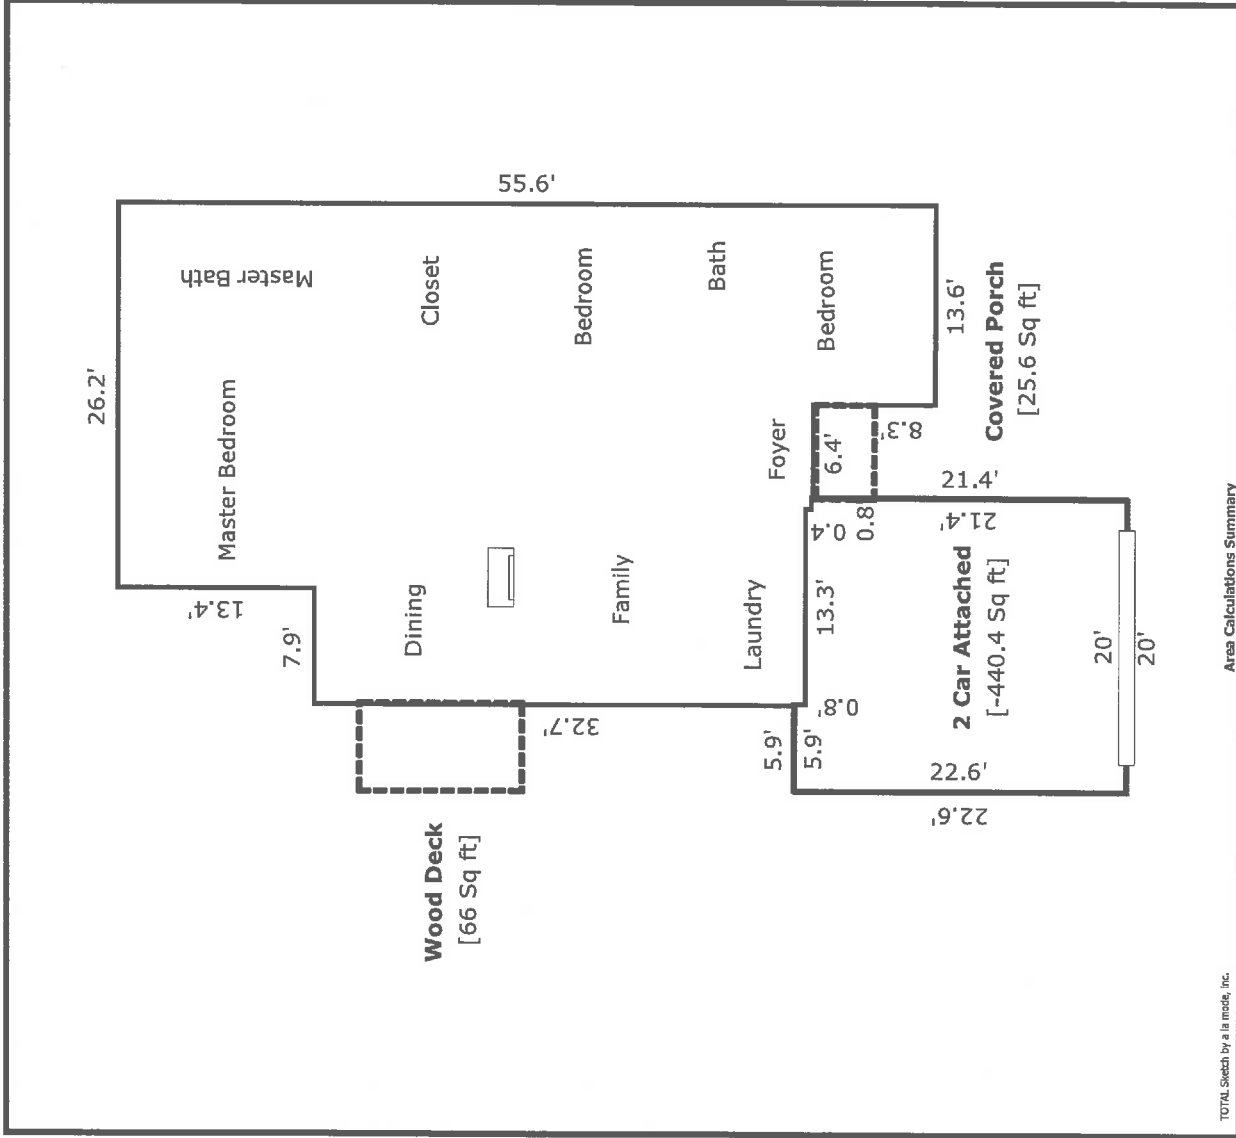 55.6'
26.2'
Master Bath
Master Bedroom
Closet
Bedroom
Bath
Bedroom
13.4'
7.9'
Dining
Family
Laundry
Foyer
13.6'
8.3'
6.4'
Covered Porch
[25.6 Sq ft]
32.7'
0.8'
13.3'
0.4
0.8
5.9'
5.9'
21.4'
21.4'
2 Car Attached
[-440.4 Sq ft]
22.6'
22.6'
20'
20'
Wood Deck
[66 Sq ft]
TOTAL Sketch by a la mode, inc.
Area Calculations Summary